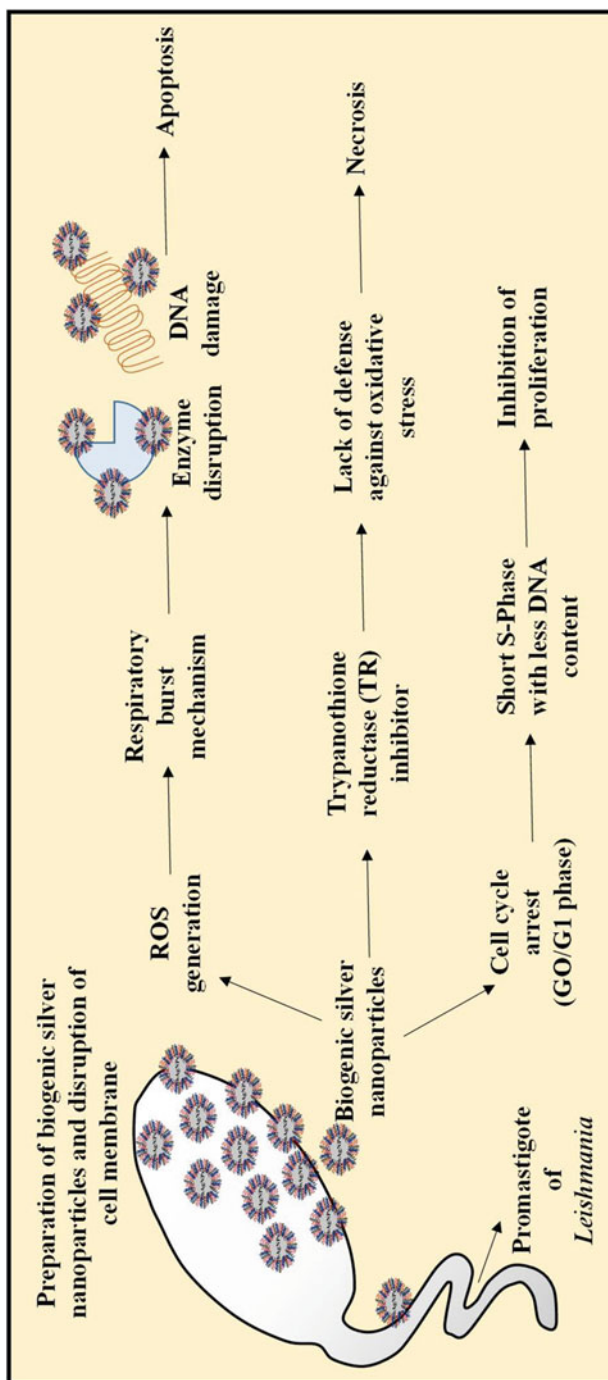 Preparation of biogenic silver
nanoparticles and disruption of
cell membrane
ROS
generation
Respiratory
burst
mechanism
Enzyme
disruption
DNA
damage
Apoptosis
Biogenic silver
nanoparticles
Trypanothione
reductase (TR)
inhibitor
Lack of defense
against oxidative
stress
Necrosis
Cell cycle
arrest
(GO/G1 phase)
Short S-Phase
with less DNA
content
Inhibition of
proliferation
Promastigote
of
Leishmania